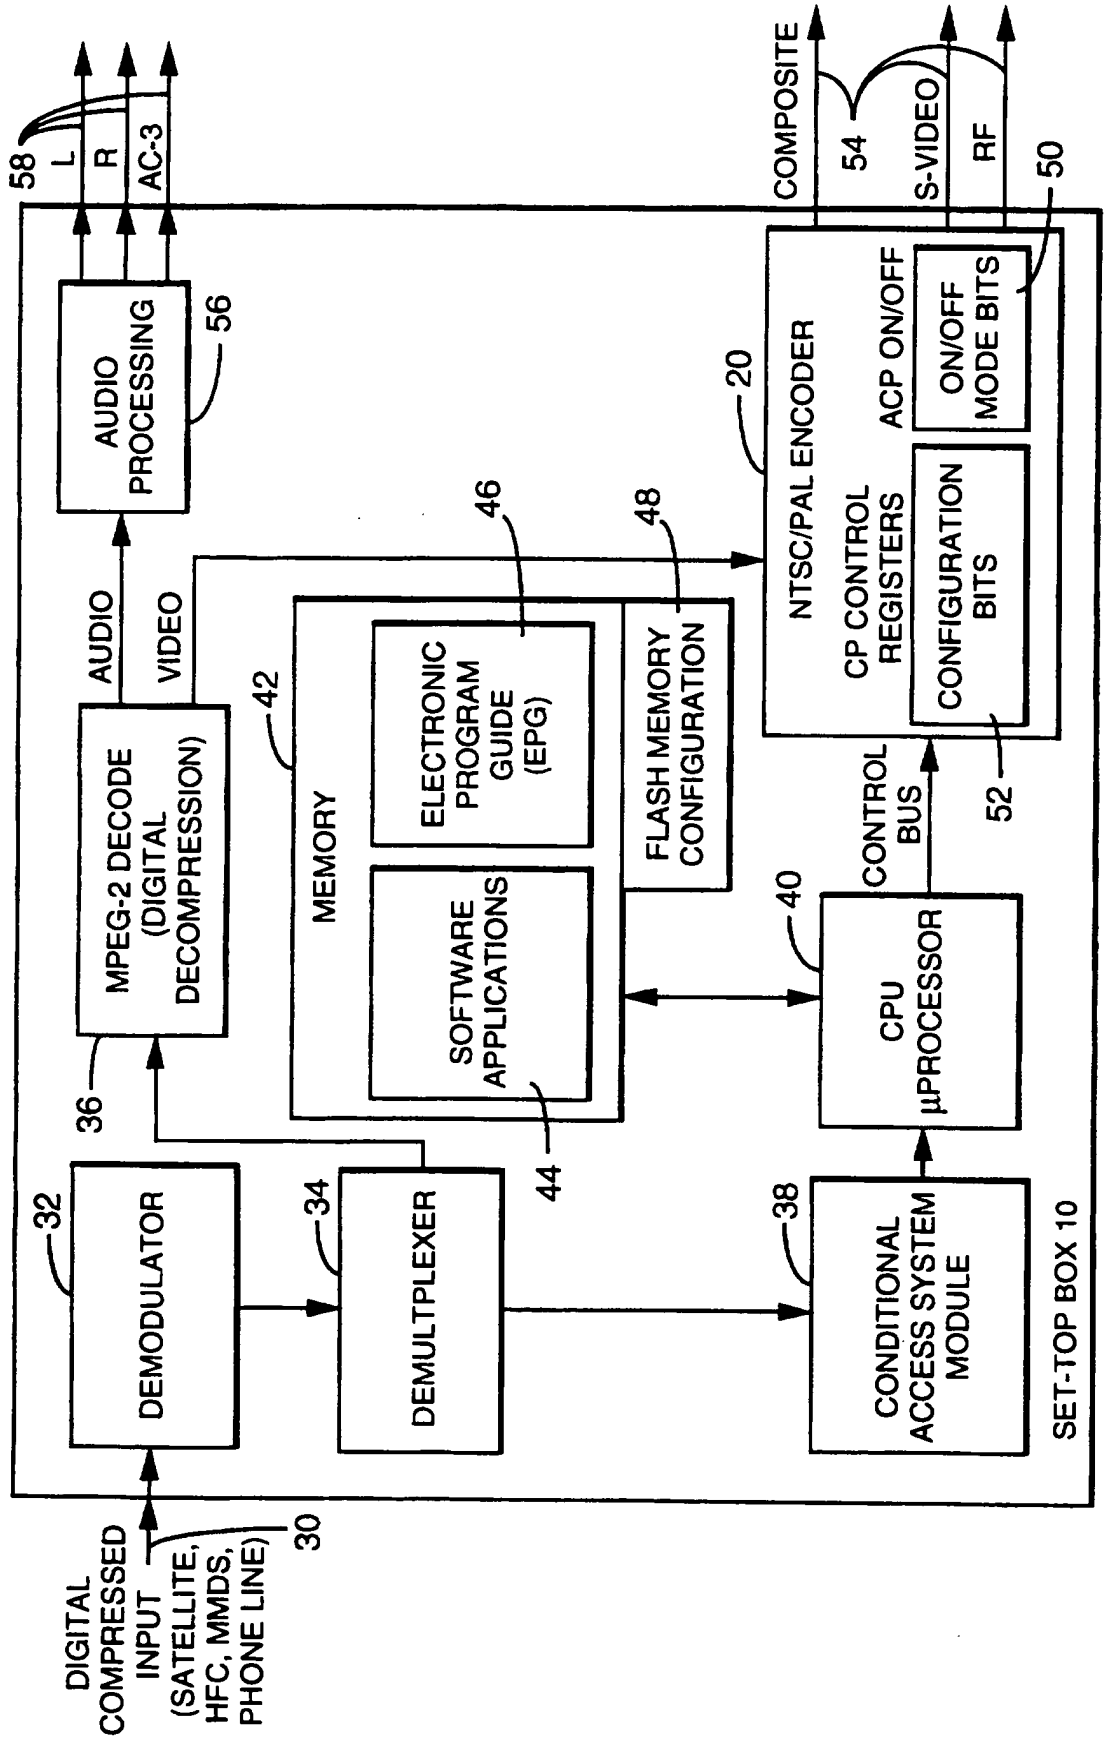 DIGITAL
COMPRESSED
INPUT
(SATELLITE,
HFC, MMDS,
PHONE LINE)
30
32
DEMODULATOR
34
DEMULTPLEXER
38
CONDITIONAL
ACCESS SYSTEM
MODULE
SET-TOP BOX 10
36
MPEG-2 DECODE
(DIGITAL
DECOMPRESSION)
AUDIO
VIDEO
42
MEMORY
SOFTWARE
APPLICATIONS
44
ELECTRONIC
PROGRAM
GUIDE
(EPG)
46
FLASH MEMORY
CONFIGURATION
48
40
CPU
µPROCESSOR
CONTROL
BUS
AUDIO
PROCESSING
56
58
L
R
AC-3
20
NTSC/PAL ENCODER
CP CONTROL
REGISTERS
ACP ON/OFF
CONFIGURATION
BITS
52
ON/OFF
MODE BITS
50
COMPOSITE
54
S-VIDEO
RF